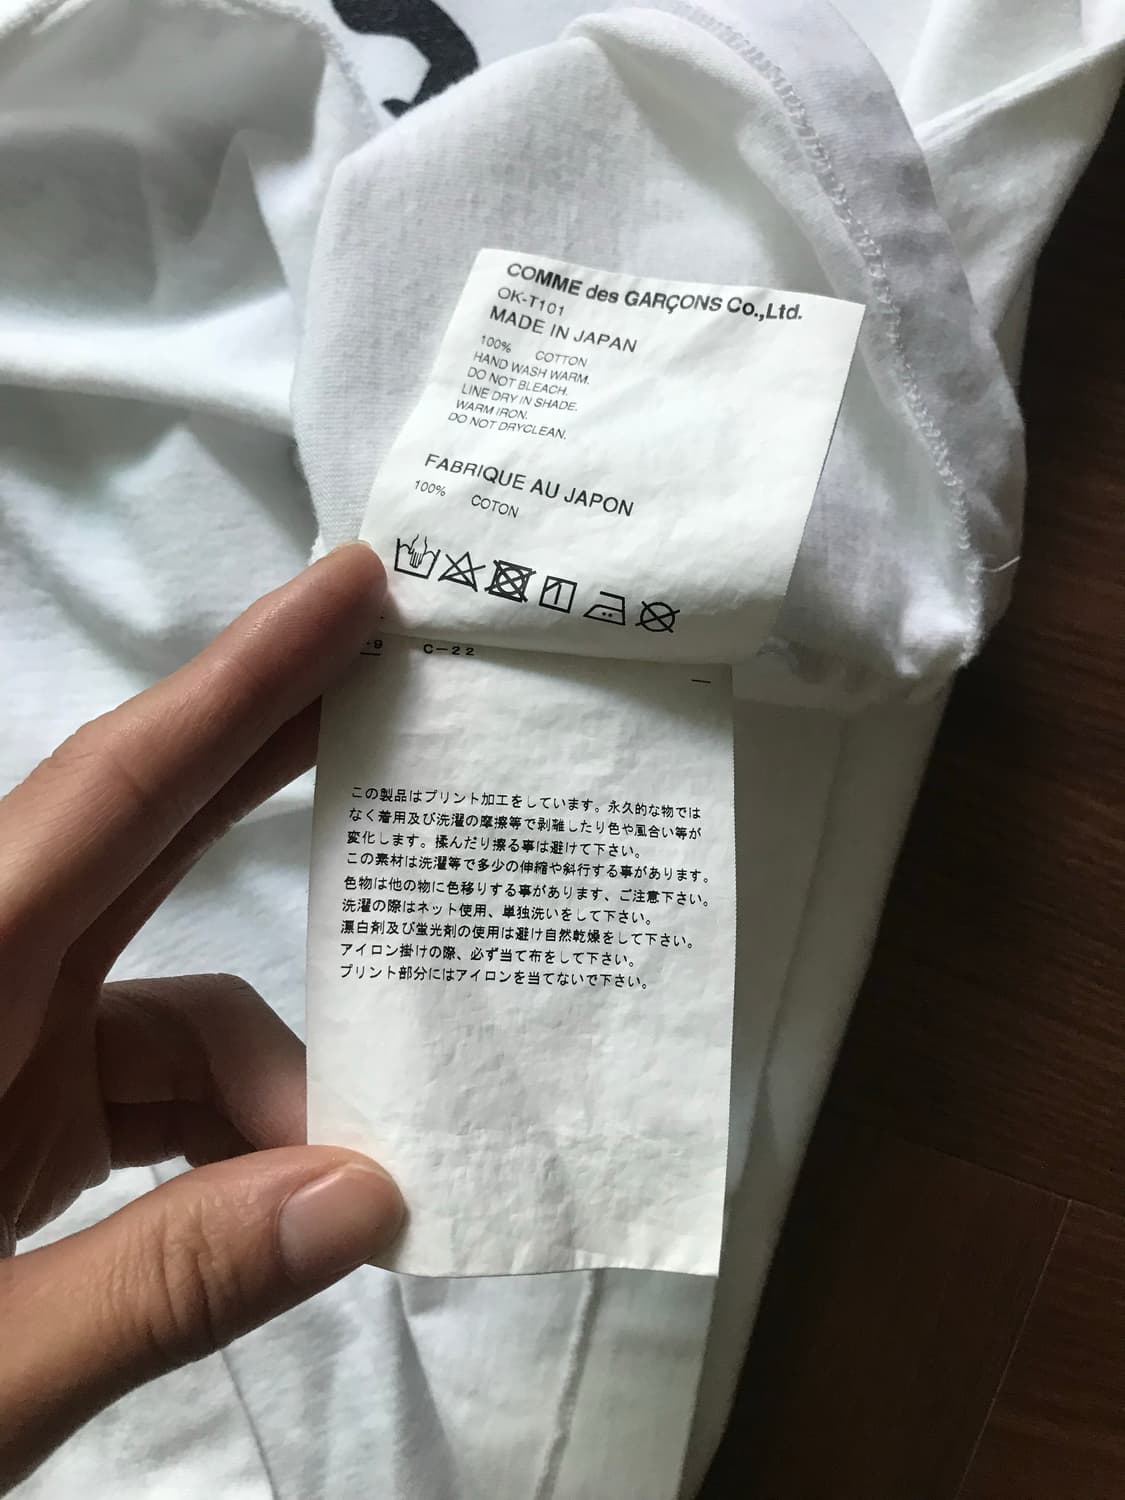 COMME des GARÇONS Co.,Ltd.
OK-T101
MADE IN JAPAN
100% COTTON
HAND WASH WARM.
DO NOT BLEACH.
LINE DRY IN SHADE.
WARM IRON.
DO NOT DRYCLEAN.
FABRIQUE AU JAPON
100% COTON
C-22
この製品はプリント加工をしています。永久的な物では
なく着用及び洗濯の摩擦等で剥離したり色や風合い等が
変化します。揉んだり擦る事は避けて下さい。
この素材は洗濯等で多少の伸縮や斜行する事があります。
色物は他の物に色移りする事があります、ご注意下さい。
洗濯の際はネット使用、単独洗いをして下さい。
漂白剤及び蛍光剤の使用は避け自然乾燥をして下さい。
アイロン掛けの際、必ず当て布をして下さい。
プリント部分にはアイロンを当てないで下さい。